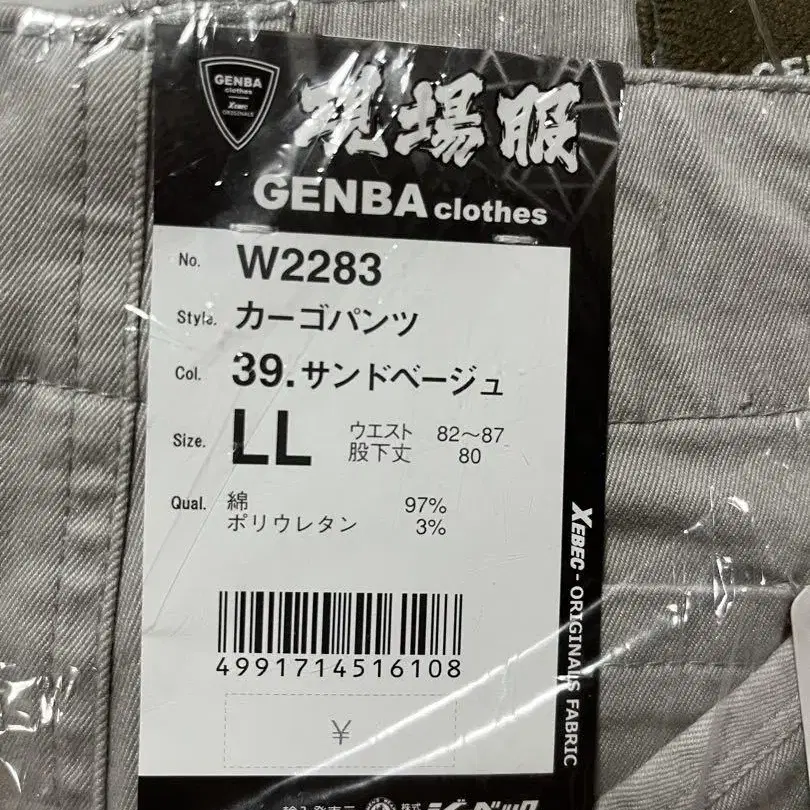 GENBA
clothes
XEBEC
ORIGINALS
現場服
GENBA clothes
No. W2283
Style. カーゴパンツ
Col. 39.サンドベージュ
Size. LL ウエスト 82〜87
股下丈 80
Qual. 綿 97%
ポリウレタン 3%
XEBEC - ORIGINALS FABRIC
4991714516108
¥